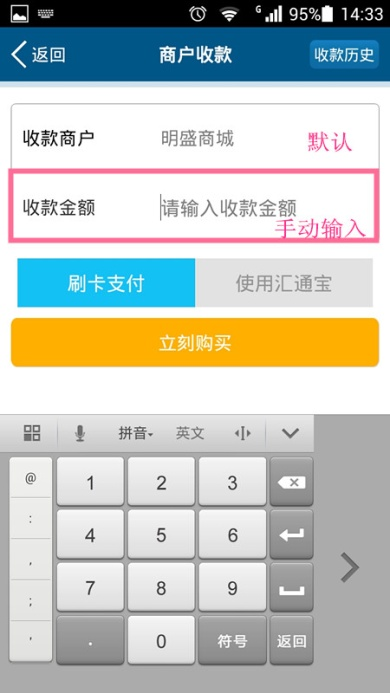 G 95% 14:33
返回 商户收款 收款历史
收款商户 明盛商城 默认
收款金额 请输入收款金额
手动输入
刷卡支付 使用汇通宝
立刻购买
拼音 英文
@ 1 2 3
: 4 5 6
, 7 8 9
;
' . 0 符号 返回